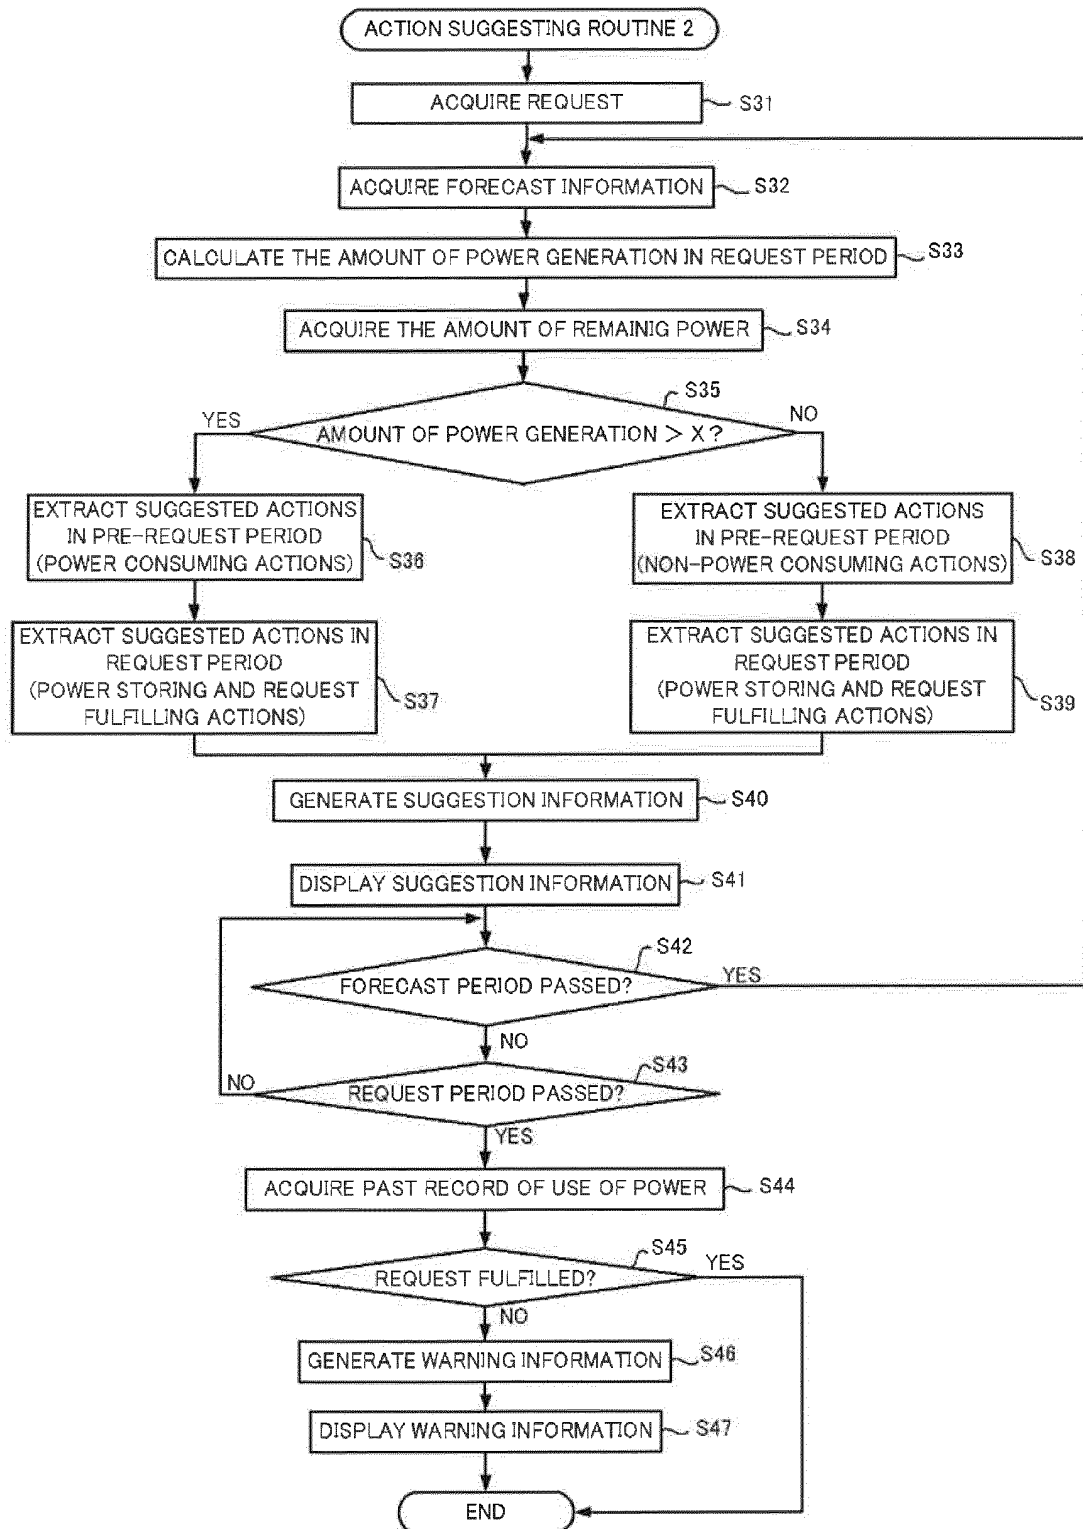 ACTION SUGGESTING ROUTINE 2
ACQUIRE REQUEST
S31
ACQUIRE FORECAST INFORMATION
S32
CALCULATE THE AMOUNT OF POWER GENERATION IN REQUEST PERIOD
S33
ACQUIRE THE AMOUNT OF REMAINIG POWER
S34
S35
YES
NO
AMOUNT OF POWER GENERATION > X?
EXTRACT SUGGESTED ACTIONS
IN PRE-REQUEST PERIOD
(POWER CONSUMING ACTIONS)
S36
EXTRACT SUGGESTED ACTIONS
IN PRE-REQUEST PERIOD
(NON-POWER CONSUMING ACTIONS)
S38
EXTRACT SUGGESTED ACTIONS IN
REQUEST PERIOD
(POWER STORING AND REQUEST
FULFILLING ACTIONS)
S37
EXTRACT SUGGESTED ACTIONS IN
REQUEST PERIOD
(POWER STORING AND REQUEST
FULFILLING ACTIONS)
S39
GENERATE SUGGESTION INFORMATION
S40
DISPLAY SUGGESTION INFORMATION
S41
S42
FORECAST PERIOD PASSED?
YES
NO
S43
NO
REQUEST PERIOD PASSED?
YES
ACQUIRE PAST RECORD OF USE OF POWER
S44
S45
YES
REQUEST FULFILLED?
NO
GENERATE WARNING INFORMATION
S46
DISPLAY WARNING INFORMATION
S47
END